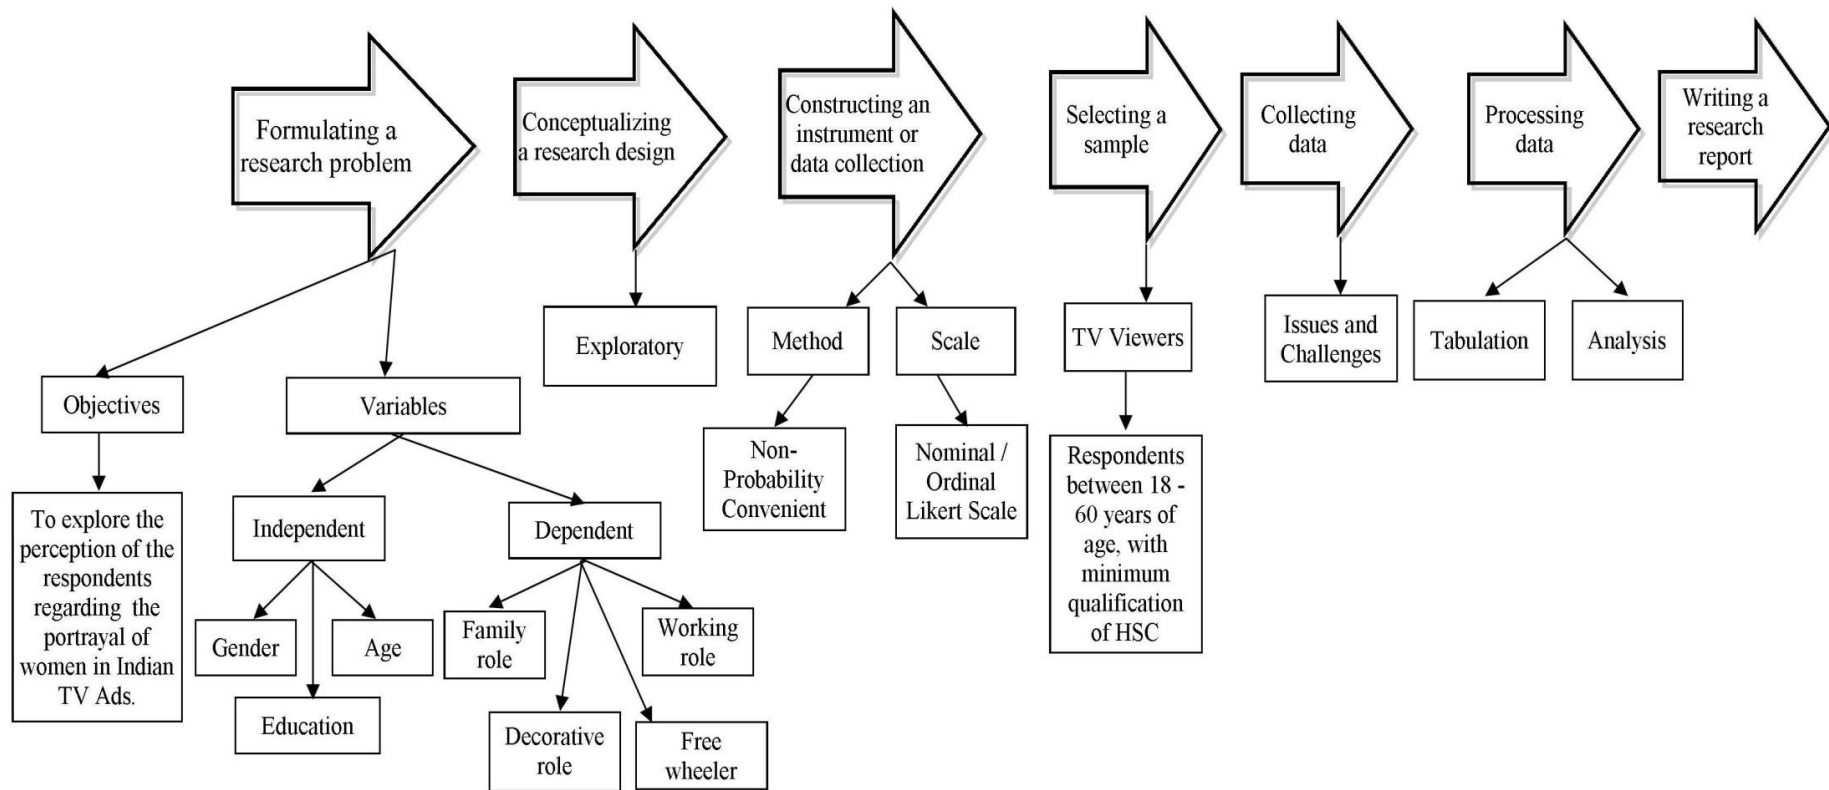 Formulating a
research problem
Conceptualizing
a research design
Constructing an
instrument or
data collection
Selecting a
sample
Collecting
data
Processing
data
Writing a
research
report
Objectives
Variables
Exploratory
Method
Scale
TV Viewers
Issues and
Challenges
Tabulation
Analysis
To explore the
perception of the
respondents
regarding the
portrayal of
women in Indian
TV Ads.
Independent
Dependent
Non-
Probability
Convenient
Nominal /
Ordinal
Likert Scale
Respondents
between 18 -
60 years of
age, with
minimum
qualification
of HSC
Gender
Age
Education
Family
role
Working
role
Decorative
role
Free
wheeler